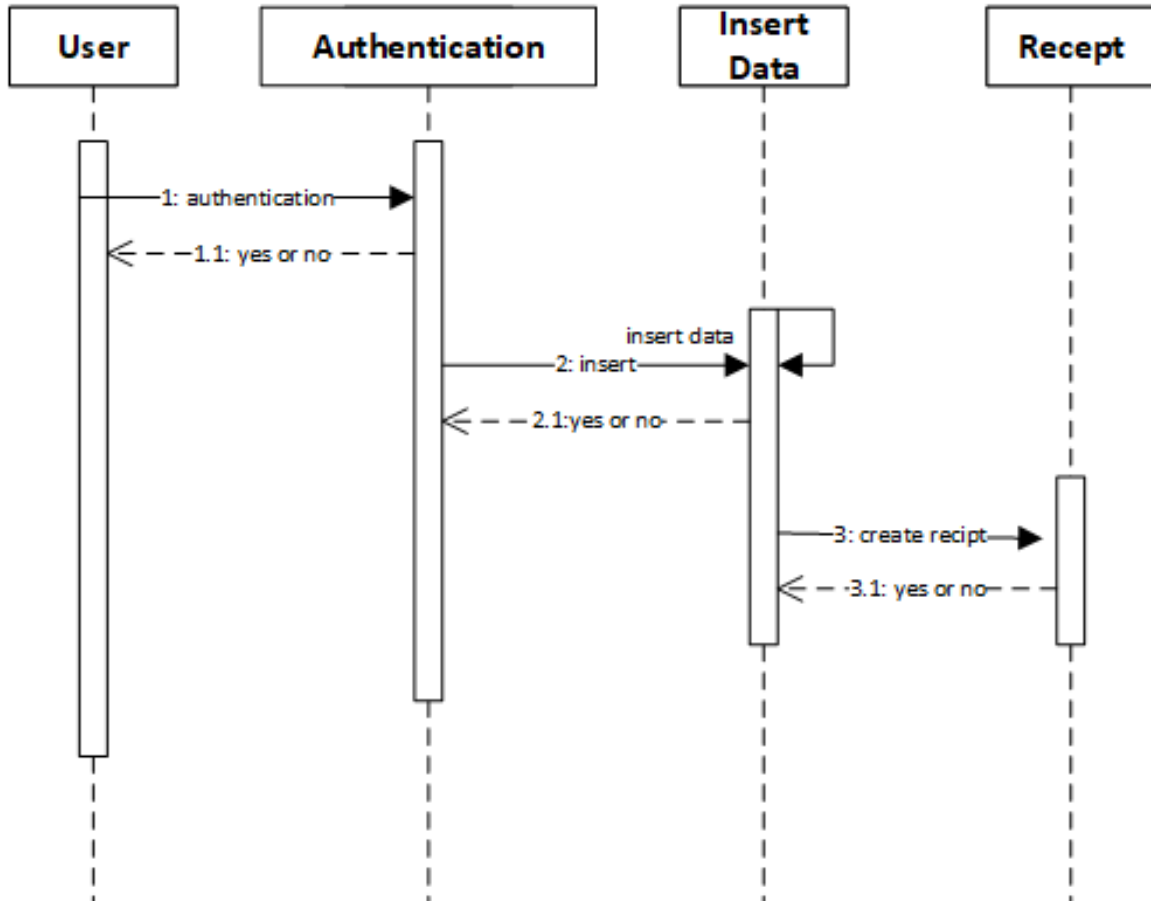 User
Authentication
Insert
Data
Recept
1: authentication
1.1: yes or no
insert data
2: insert
2.1:yes or no
3: create recipt
3.1: yes or no